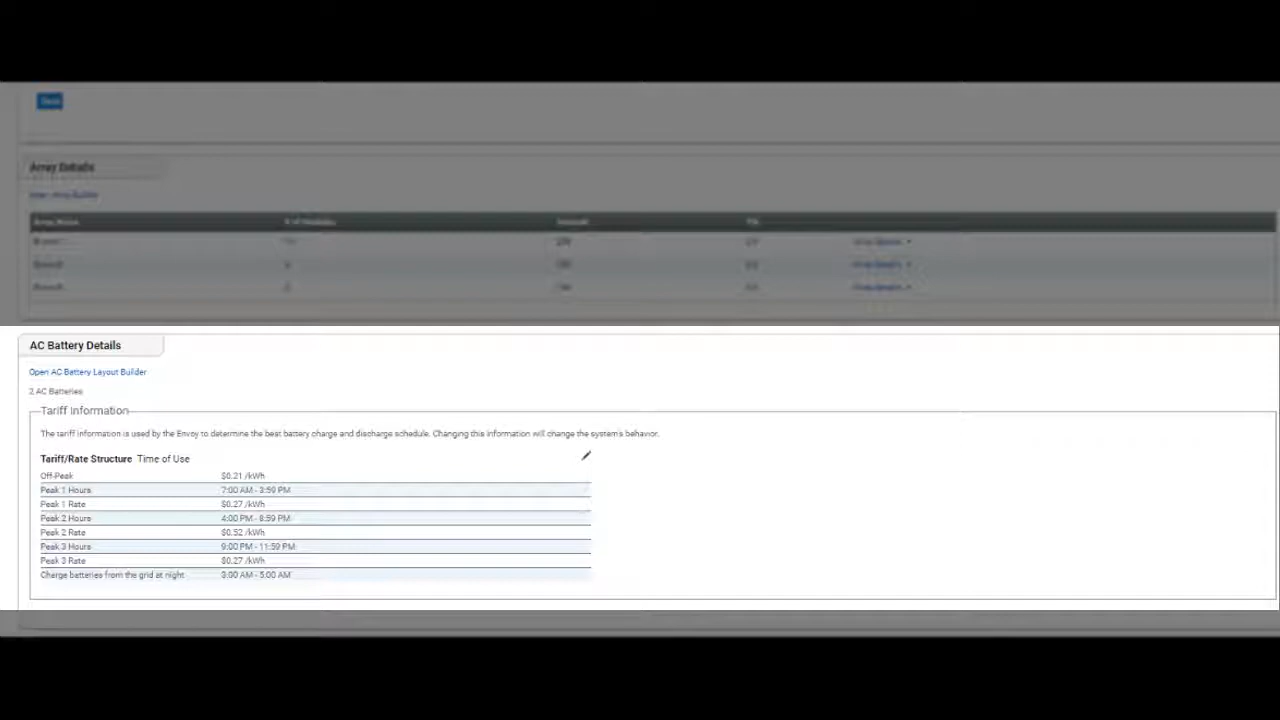 Array Details
AC Battery Details
Open AC Battery Layout Builder
2 AC Batteries
Tariff Information
The tariff information is used by the Envoy to determine the best battery charge and discharge schedule. Changing this information will change the system's behavior.
Tariff/Rate Structure Time of Use
Off-Peak $0.21 /kWh
Peak 1 Hours 7:00 AM - 3:59 PM
Peak 1 Rate $0.27 /kWh
Peak 2 Hours 4:00 PM - 8:59 PM
Peak 2 Rate $0.52 /kWh
Peak 3 Hours 9:00 PM - 11:59 PM
Peak 3 Rate $0.27 /kWh
Charge batteries from the grid at night 3:00 AM - 5:00 AM